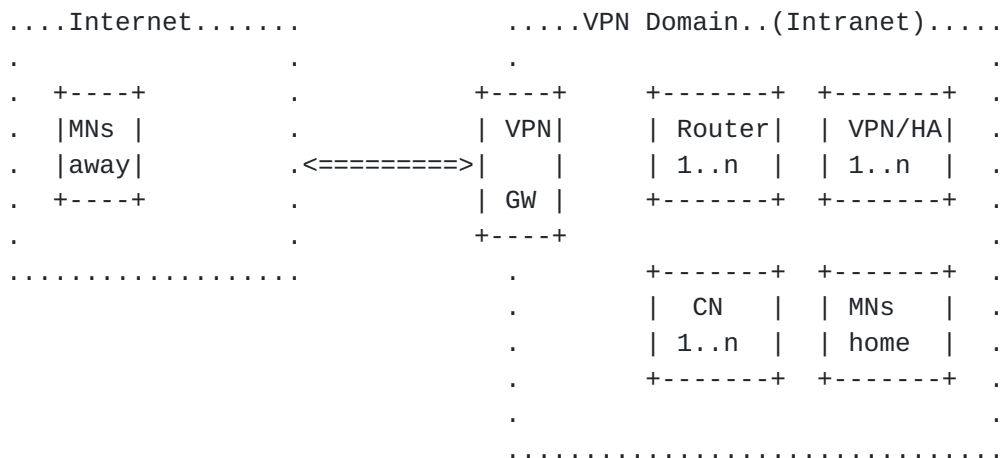 ....Internet.......             .....VPN Domain..(Intranet).....
.                 .             .                              .
.  +----+         .           +----+     +-------+  +-------+  .
.  |MNs |         .           | VPN|     | Router|  | VPN/HA|  .
.  |away|         .<=========>|    |     | 1..n  |  | 1..n  |  .
.  +----+         .           | GW |     +-------+  +-------+  .
.                 .           +----+                           .
...................             .        +-------+  +-------+  .
                                .        |  CN   |  | MNs   |  .
                                .        | 1..n  |  | home  |  .
                                .        +-------+  +-------+  .
                                .                              .
                                ................................